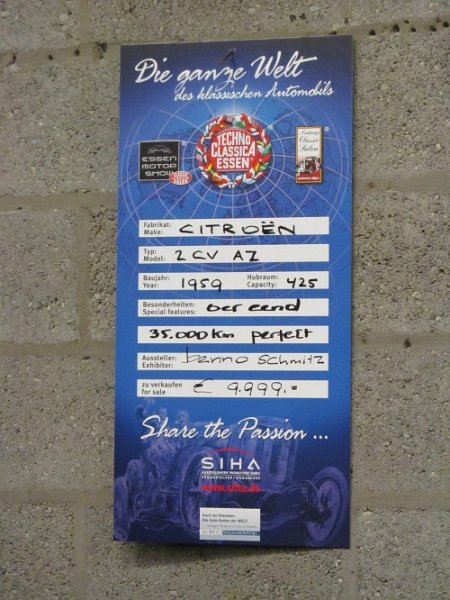 Die ganze Welt
des klassischen Automobils
ESSEN
MOTOR
SHOW
TECHNO
CLASSICA
ESSEN
Classic
Salon
Fabrikat:
Make:
CITROËN
Typ:
Model:
2 CV AZ
Baujahr:
Year:
1959
Hubraum:
Capacity:
425
Besonderheiten:
Special features:
oer eend
35.000 km perfekt
Aussteller:
Exhibitor:
benno Schmitz
zu verkaufen
for sale
€ 9.999.=
Share the Passion ...
SIHA
www.siha.de